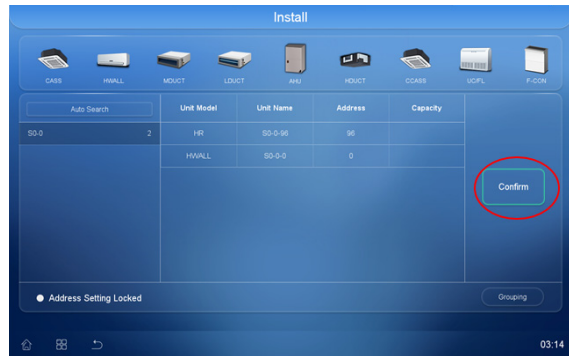 Install
CASS HWALL MDUCT LDUCT AHU HDUCT CCASS UC/FL F-CON
Auto Search Unit Model Unit Name Address Capacity
S0-0 2 HR S0-0-96 96
HWALL S0-0-0 0
Confirm
Address Setting Locked Grouping
03:14